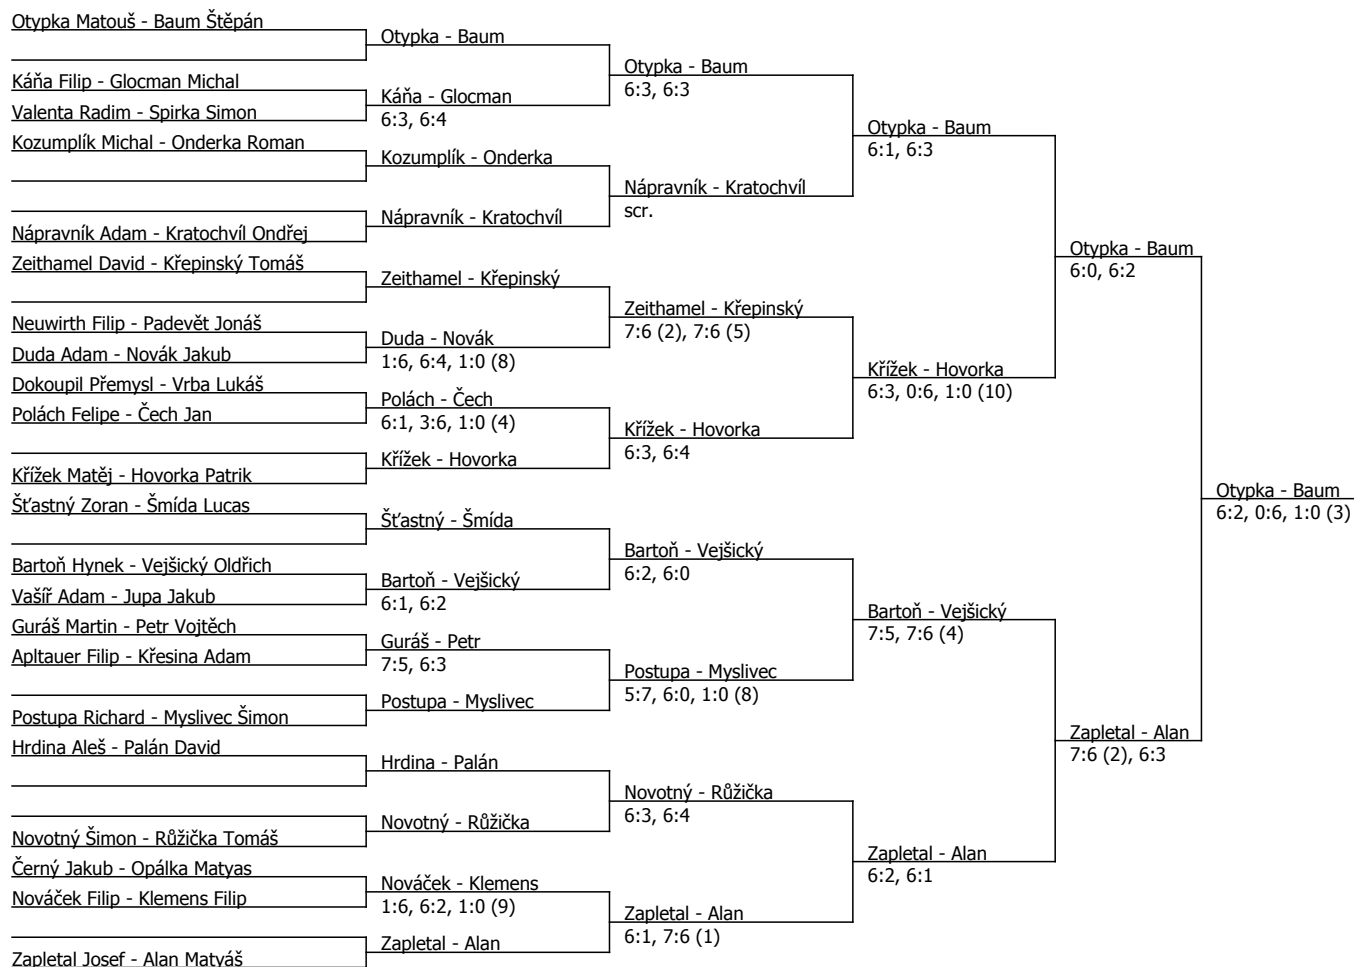 Otypka Matouš - Baum Štěpán
Káňa Filip - Glocman Michal
Valenta Radim - Spirka Simon
Kozumplík Michal - Onderka Roman
Nápravník Adam - Kratochvíl Ondřej
Zeithamel David - Křepinský Tomáš
Neuwirth Filip - Padevět Jonáš
Duda Adam - Novák Jakub
Dokoupil Přemysl - Vrba Lukáš
Polách Felipe - Čech Jan
Křížek Matěj - Hovorka Patrik
Šťastný Zoran - Šmída Lucas
Bartoň Hynek - Vejšický Oldřich
Vašíř Adam - Jupa Jakub
Guráš Martin - Petr Vojtěch
Apltauer Filip - Křesina Adam
Postupa Richard - Myslivec Šimon
Hrdina Aleš - Palán David
Novotný Šimon - Růžička Tomáš
Černý Jakub - Opálka Matyas
Nováček Filip - Klemens Filip
Zapletal Josef - Alan Matyáš
Otypka - Baum
Káňa - Glocman
6:3, 6:4
Kozumplík - Onderka
Nápravník - Kratochvíl
Zeithamel - Křepinský
Duda - Novák
1:6, 6:4, 1:0 (8)
Polách - Čech
6:1, 3:6, 1:0 (4)
Křížek - Hovorka
Šťastný - Šmída
Bartoň - Vejšický
6:1, 6:2
Guráš - Petr
7:5, 6:3
Postupa - Myslivec
Hrdina - Palán
Novotný - Růžička
Nováček - Klemens
1:6, 6:2, 1:0 (9)
Zapletal - Alan
Otypka - Baum
6:3, 6:3
Nápravník - Kratochvíl
scr.
Zeithamel - Křepinský
7:6 (2), 7:6 (5)
Křížek - Hovorka
6:3, 6:4
Bartoň - Vejšický
6:2, 6:0
Postupa - Myslivec
5:7, 6:0, 1:0 (8)
Novotný - Růžička
6:3, 6:4
Zapletal - Alan
6:1, 7:6 (1)
Otypka - Baum
6:1, 6:3
Křížek - Hovorka
6:3, 0:6, 1:0 (10)
Bartoň - Vejšický
7:5, 7:6 (4)
Zapletal - Alan
6:2, 6:1
Otypka - Baum
6:0, 6:2
Zapletal - Alan
7:6 (2), 6:3
Otypka - Baum
6:2, 0:6, 1:0 (3)